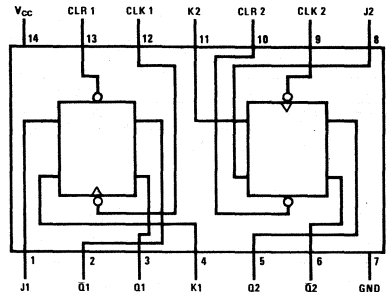 VCC CLR 1 CLK 1 K2 CLR 2 CLK 2 J2
14 13 12 11 10 9 8
1 2 3 4 5 6 7
J1 Q̄1 Q1 K1 Q2 Q̄2 GND